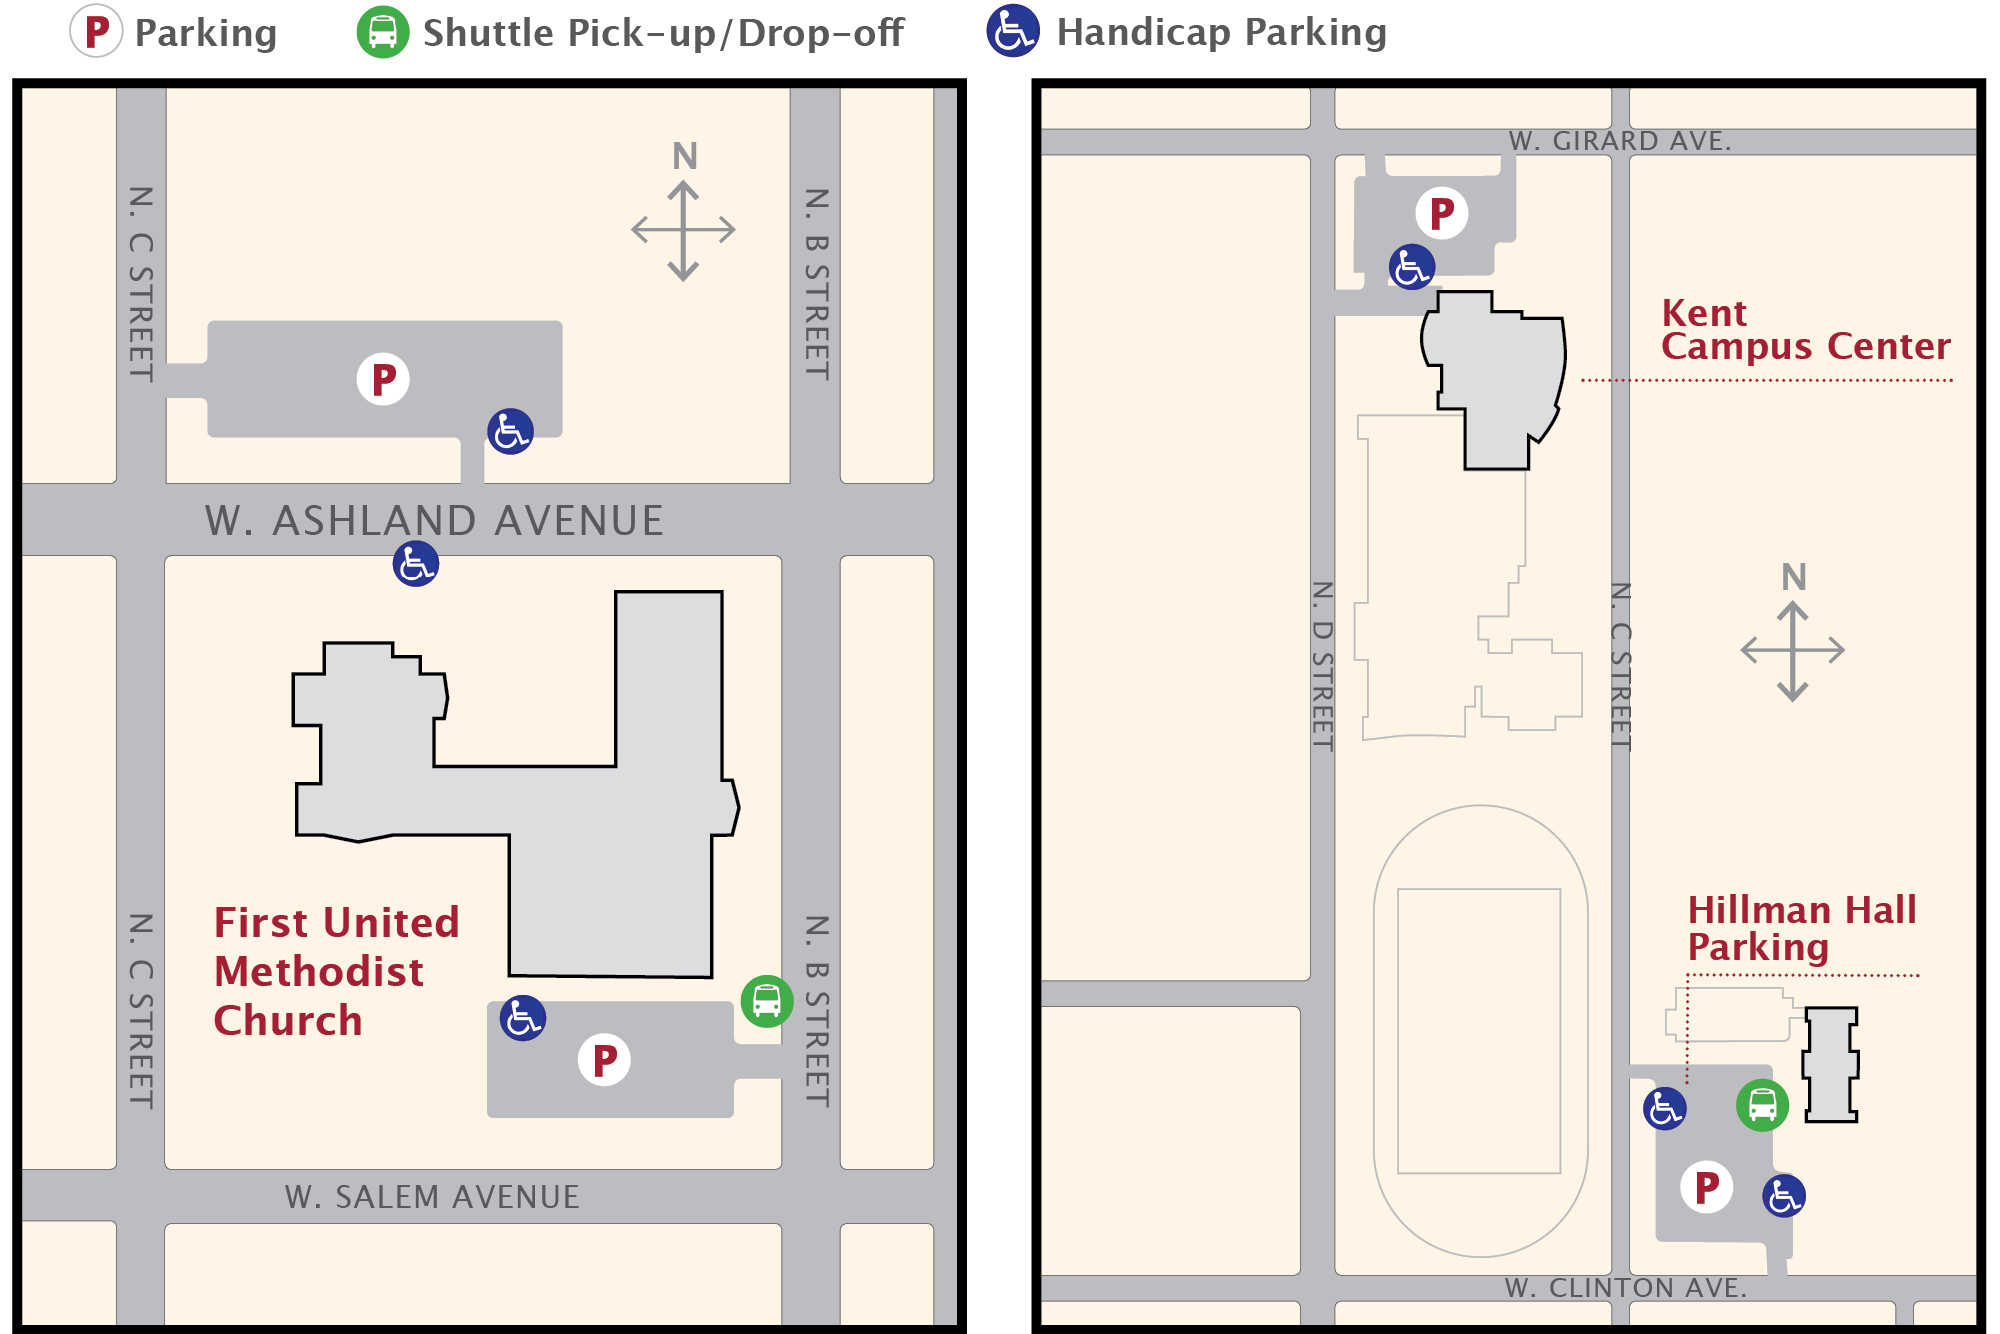 P Parking
Shuttle Pick-up/Drop-off
Handicap Parking
N
N. C STREET
N. B STREET
P
W. ASHLAND AVENUE
First United
Methodist
Church
N. C STREET
N. B STREET
P
W. SALEM AVENUE
W. GIRARD AVE.
P
Kent
Campus Center
N
N. D STREET
N. C STREET
Hillman Hall
Parking
P
W. CLINTON AVE.